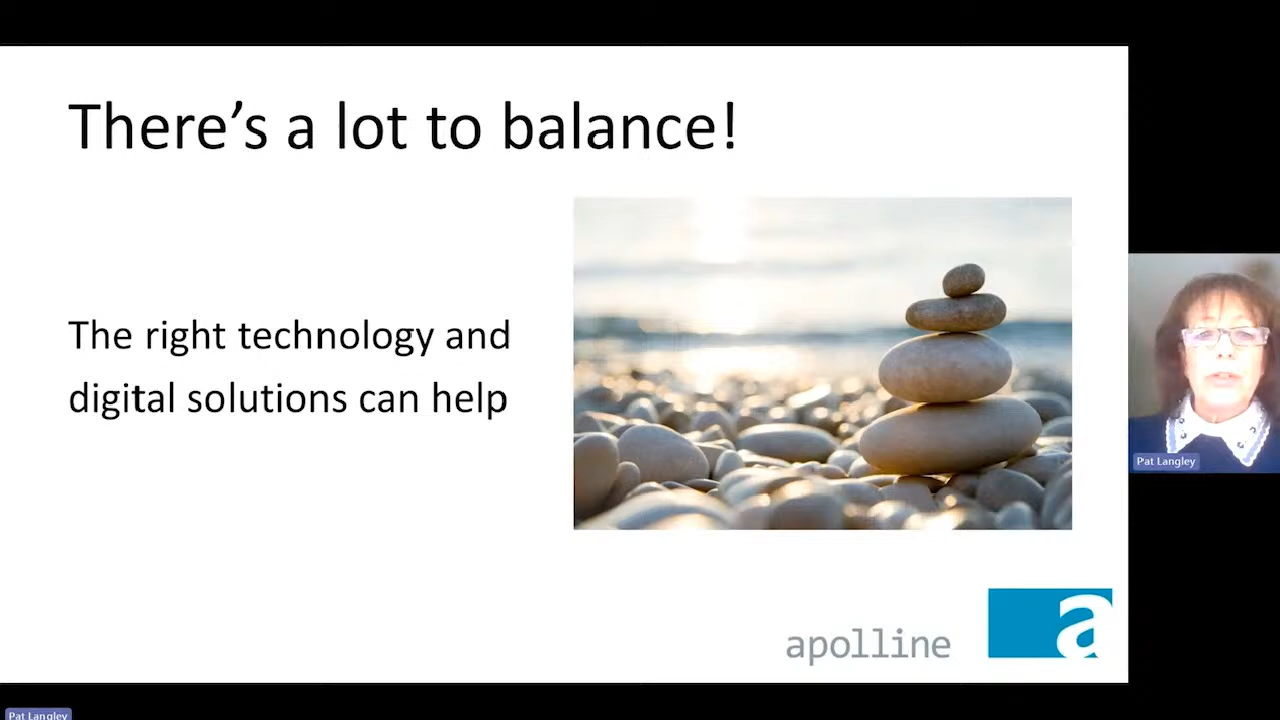 There’s a lot to balance!
The right technology and
digital solutions can help
apolline
a
Pat Langley
Pat Langley